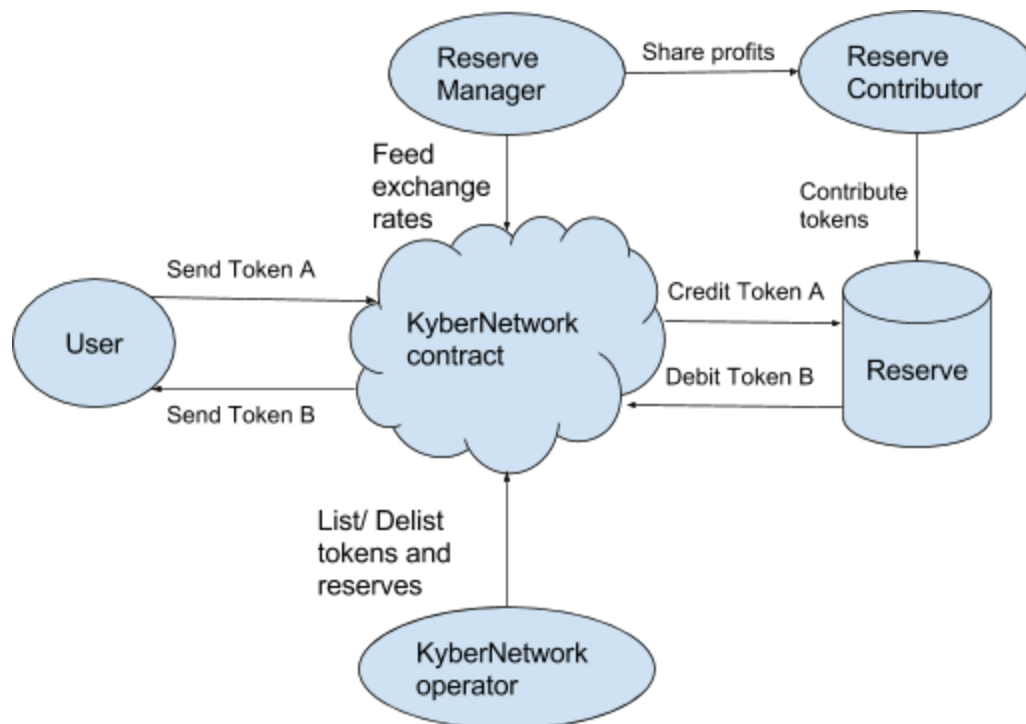 Reserve
Manager
Share profits
Reserve
Contributor
Feed
exchange
rates
Contribute
tokens
Send Token A
Credit Token A
User
KyberNetwork
contract
Reserve
Debit Token B
Send Token B
List/ Delist
tokens and
reserves
KyberNetwork
operator